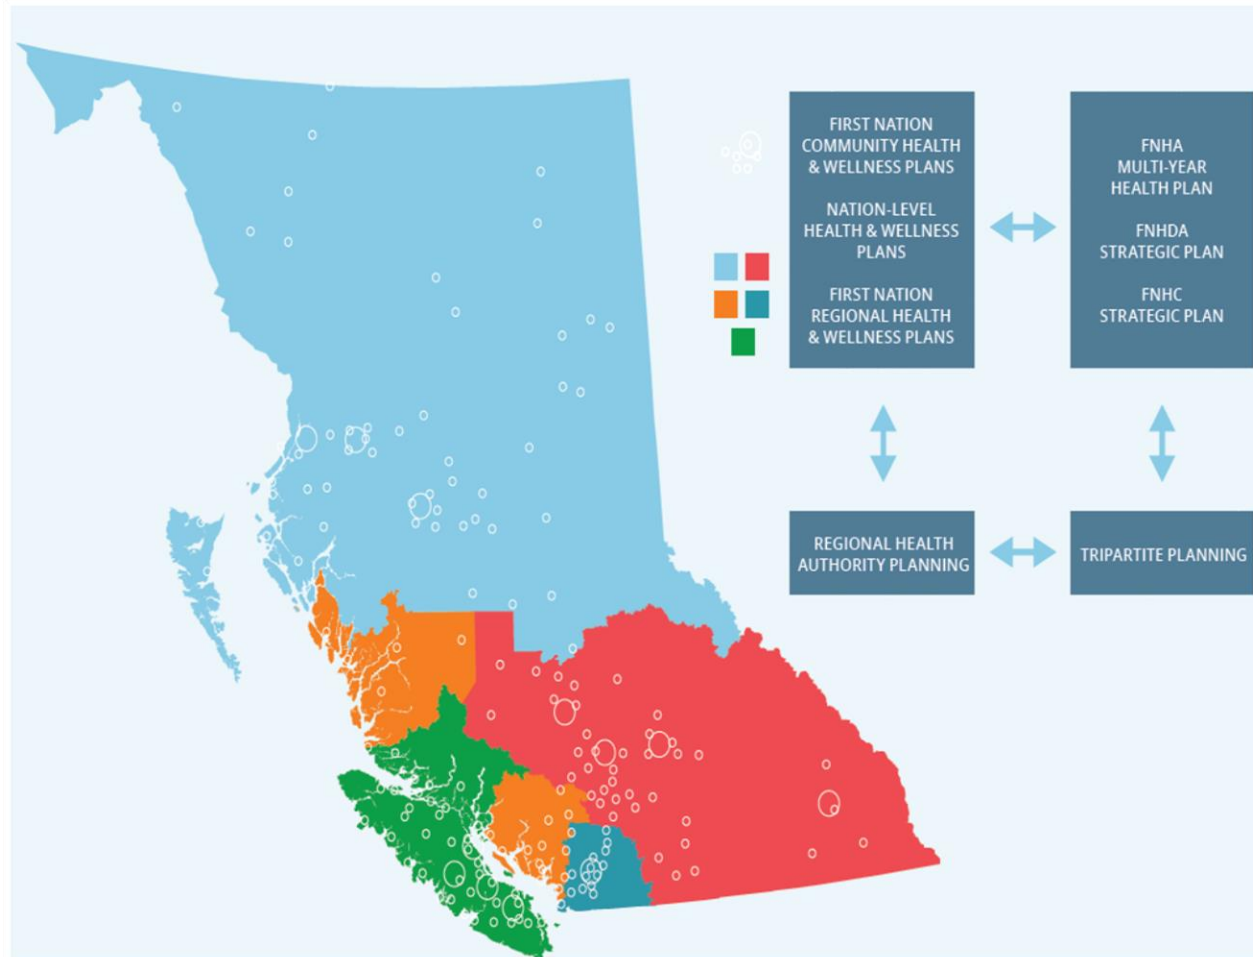 FIRST NATION
COMMUNITY HEALTH
& WELLNESS PLANS
NATION-LEVEL
HEALTH & WELLNESS
PLANS
FIRST NATION
REGIONAL HEALTH
& WELLNESS PLANS
FNHA
MULTI-YEAR
HEALTH PLAN
FNHDA
STRATEGIC PLAN
FNHC
STRATEGIC PLAN
REGIONAL HEALTH
AUTHORITY PLANNING
TRIPARTITE PLANNING